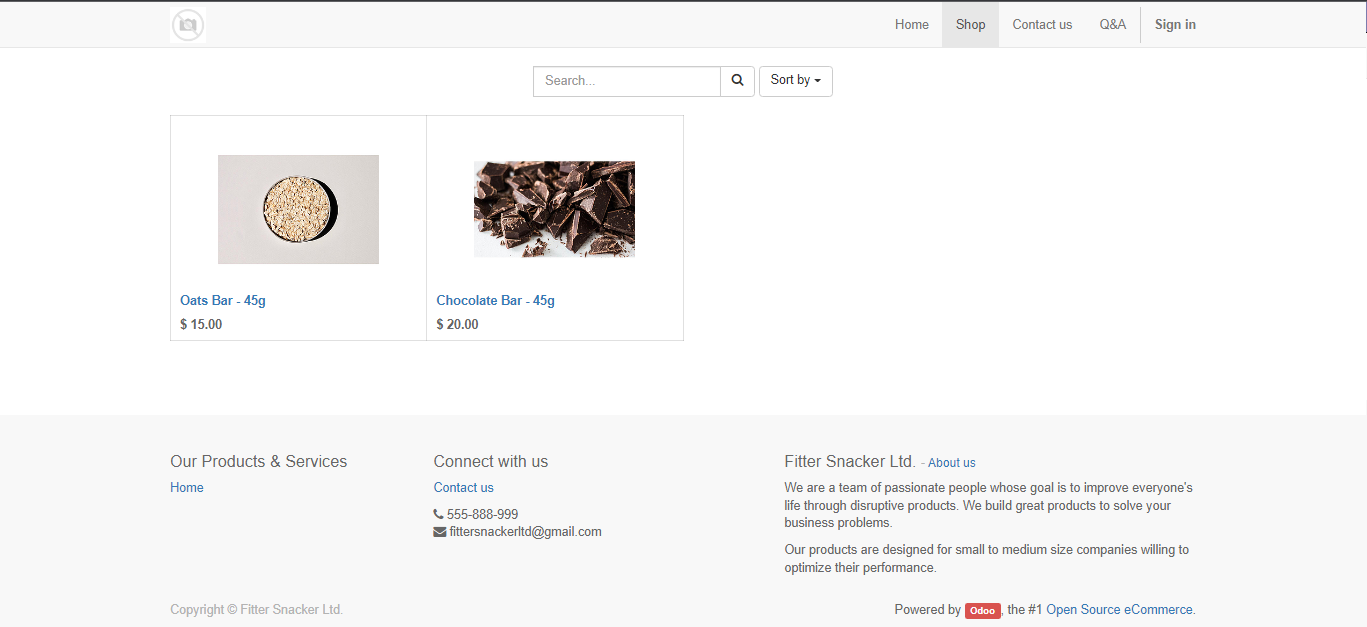 Home Shop Contact us Q&A Sign in
Search... Sort by
Oats Bar - 45g
$ 15.00
Chocolate Bar - 45g
$ 20.00
Our Products & Services
Home
Connect with us
Contact us
555-888-999
fittersnackerltd@gmail.com
Fitter Snacker Ltd. - About us
We are a team of passionate people whose goal is to improve everyone's
life through disruptive products. We build great products to solve your
business problems.
Our products are designed for small to medium size companies willing to
optimize their performance.
Copyright © Fitter Snacker Ltd.
Powered by Odoo, the #1 Open Source eCommerce.